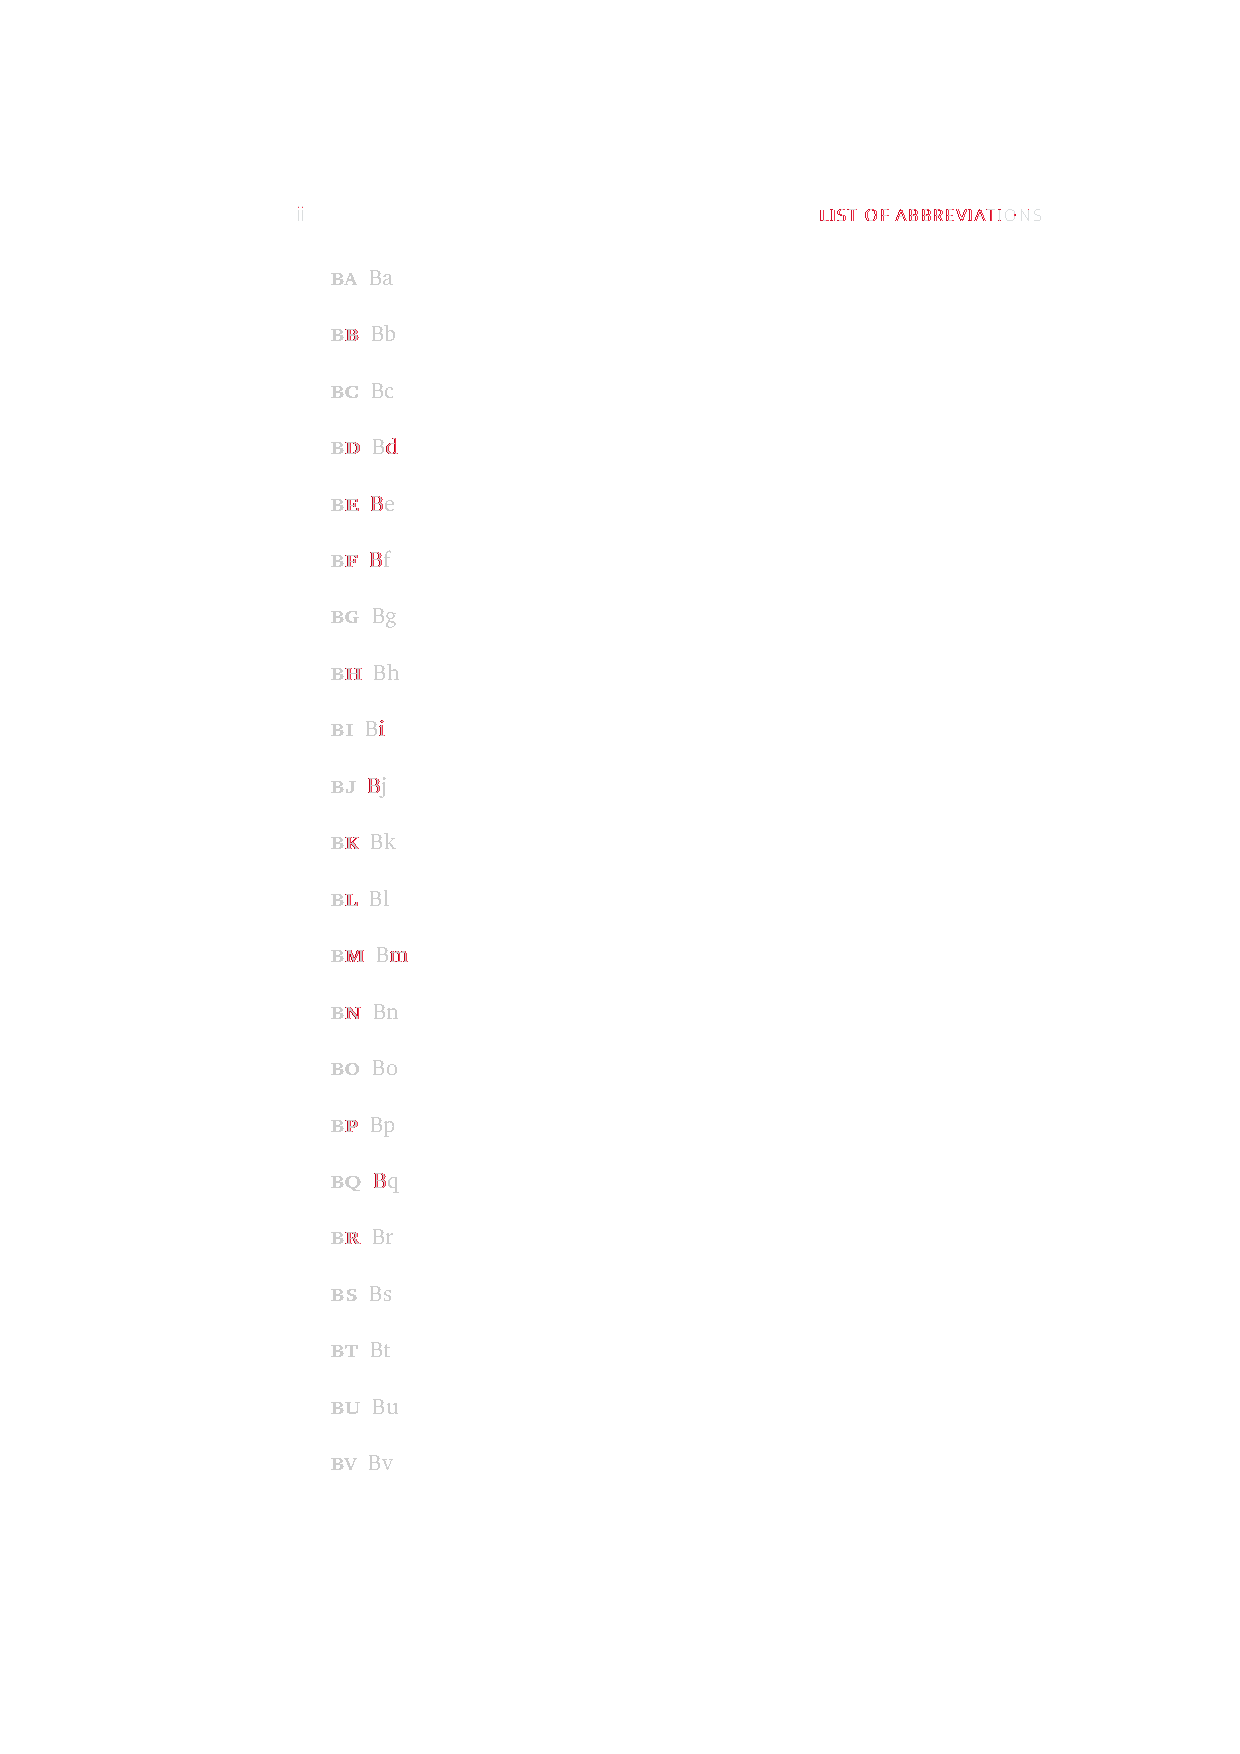 ii LIST OF ABBREVIATIONS
BA Ba
BB Bb
BC Bc
BD Bd
BE Be
BF Bf
BG Bg
BH Bh
BI Bi
BJ Bj
BK Bk
BL Bl
BM Bm
BN Bn
BO Bo
BP Bp
BQ Bq
BR Br
BS Bs
BT Bt
BU Bu
BV Bv